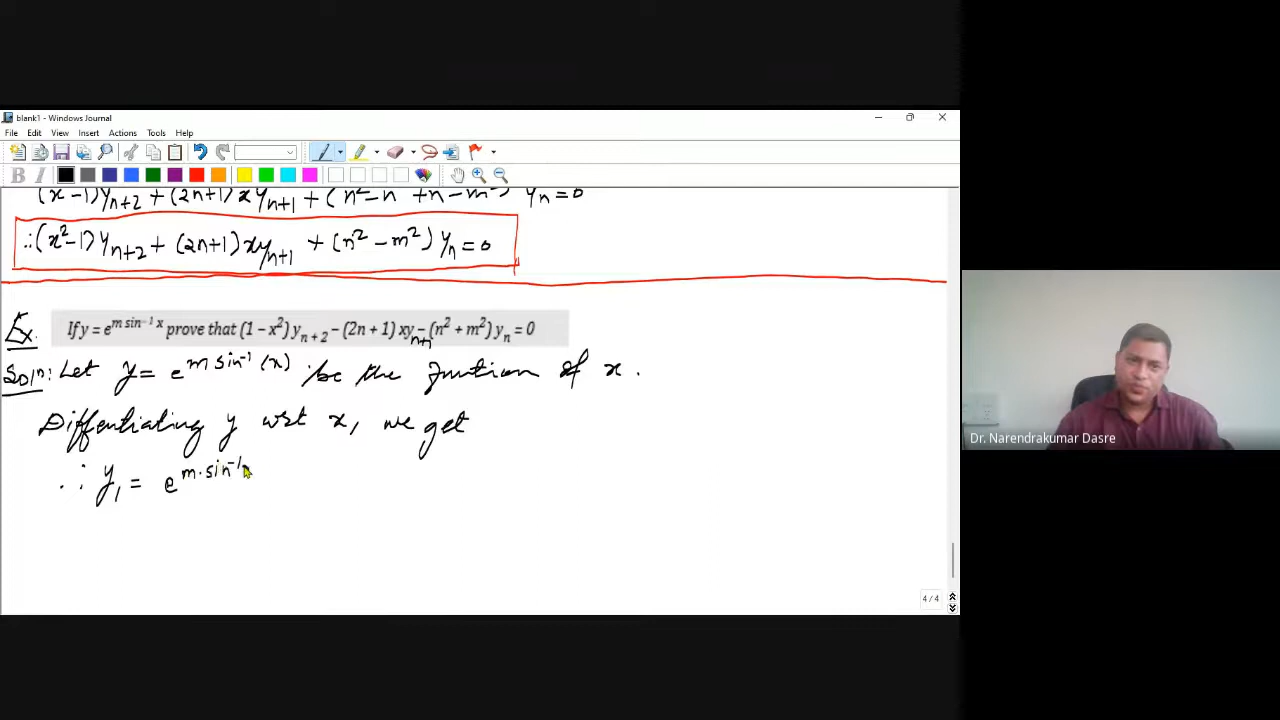 blank1 - Windows Journal
File Edit View Insert Actions Tools Help
B I
(x-1)yₙ₊₂ + (2n+1) xyₙ₊₁ + (n²-n +n-m²) yₙ = 0
∴(x²-1) yₙ₊₂ + (2n+1) xyₙ₊₁ + (n² - m²) yₙ = 0
Ex. If y = e^{m sin⁻¹ x} prove that (1 - x²) yₙ₊₂ - (2n + 1) xyₙ₊₁ - (n² + m²) yₙ = 0
Solⁿ: Let y = e^{m sin⁻¹ (x)} be the function of x.
Diffentiating y wrt x, we get
∴ y₁ = e^{m·sin⁻¹
4 / 4
Dr. Narendrakumar Dasre